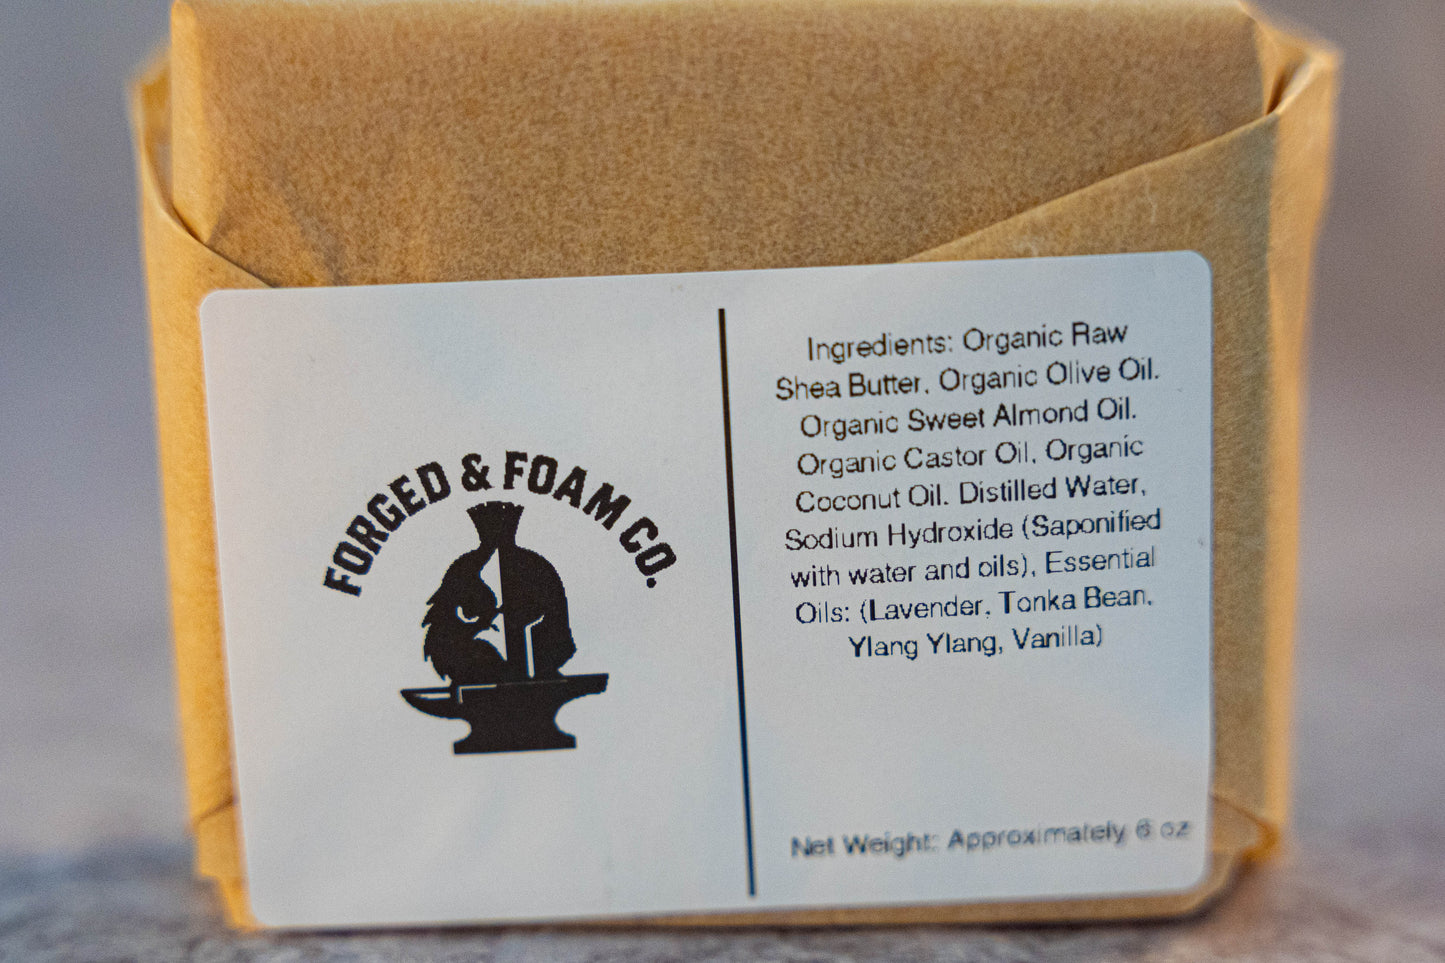 FORGED & FOAM CO.
Ingredients: Organic Raw
Shea Butter, Organic Olive Oil.
Organic Sweet Almond Oil.
Organic Castor Oil, Organic
Coconut Oil. Distilled Water,
Sodium Hydroxide (Saponified
with water and oils), Essential
Oils: (Lavender, Tonka Bean,
Ylang Ylang, Vanilla)
Net Weight: Approximately 6 oz